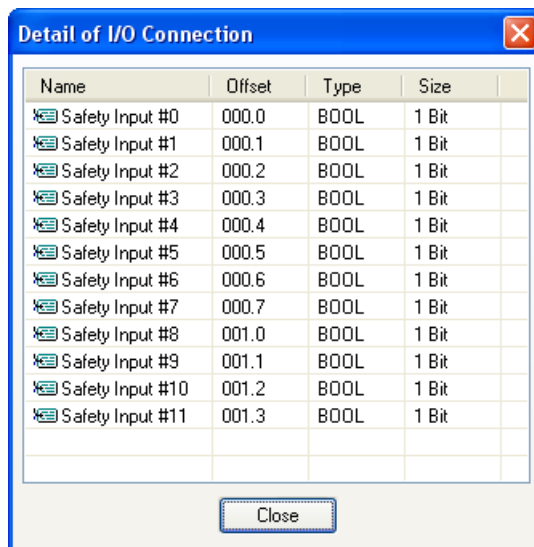 Detail of I/O Connection
Name Offset Type Size
Safety Input #0 000.0 BOOL 1 Bit
Safety Input #1 000.1 BOOL 1 Bit
Safety Input #2 000.2 BOOL 1 Bit
Safety Input #3 000.3 BOOL 1 Bit
Safety Input #4 000.4 BOOL 1 Bit
Safety Input #5 000.5 BOOL 1 Bit
Safety Input #6 000.6 BOOL 1 Bit
Safety Input #7 000.7 BOOL 1 Bit
Safety Input #8 001.0 BOOL 1 Bit
Safety Input #9 001.1 BOOL 1 Bit
Safety Input #10 001.2 BOOL 1 Bit
Safety Input #11 001.3 BOOL 1 Bit
Close